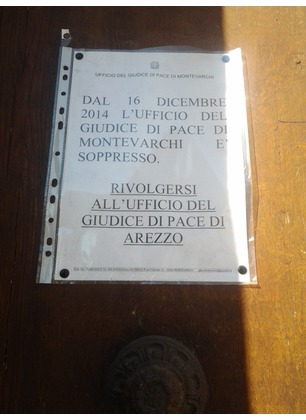 UFFICIO DEL GIUDICE DI PACE DI MONTEVARCHI
DAL 16 DICEMBRE
2014 L'UFFICIO DEL
GIUDICE DI PACE DI
MONTEVARCHI E'
SOPPRESSO.
RIVOLGERSI
ALL'UFFICIO DEL
GIUDICE DI PACE DI
AREZZO